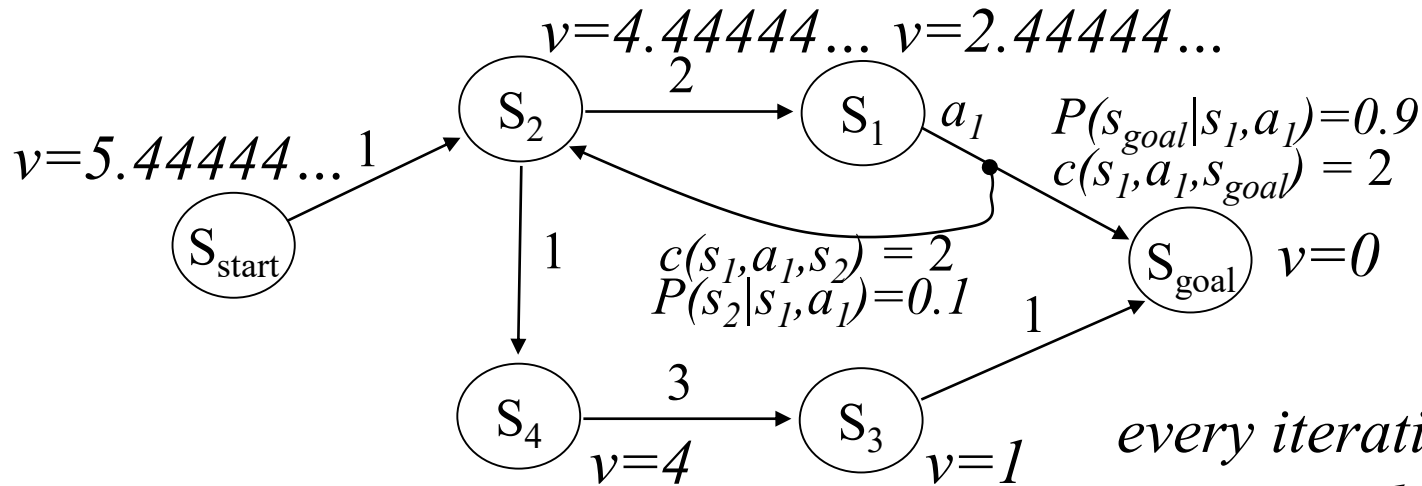 v=4.44444... v=2.44444...
2
S2
S1
a1
P(sgoal|s1,a1)=0.9
c(s1,a1,sgoal) = 2
v=5.44444...
1
Sstart
1
c(s1,a1,s2) = 2
P(s2|s1,a1)=0.1
Sgoal
v=0
1
3
S4
S3
v=4
v=1
every iterati